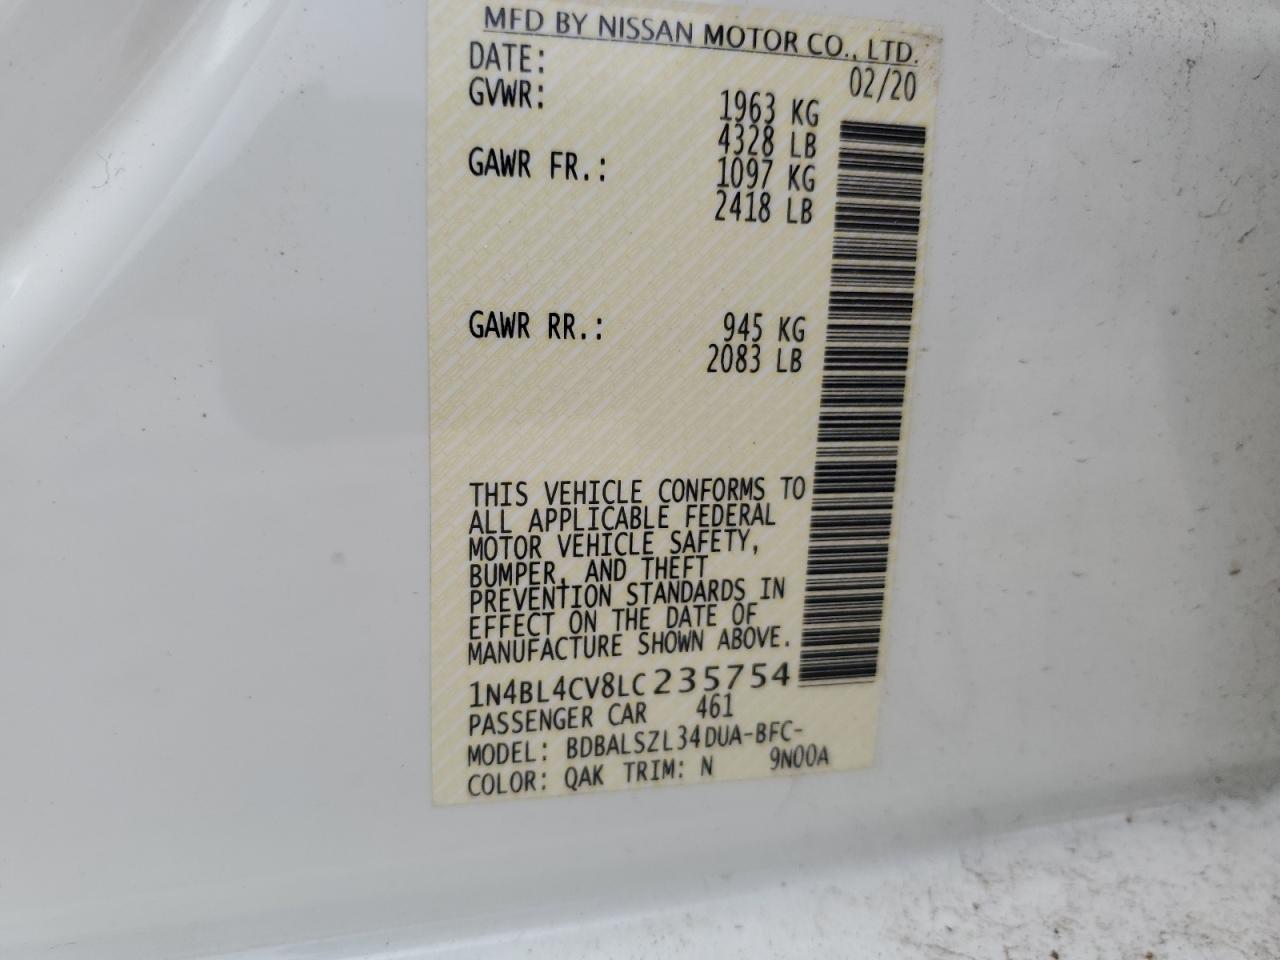 MFD BY NISSAN MOTOR CO., LTD.
DATE: 02/20
GVWR: 1963 KG
4328 LB
GAWR FR.: 1097 KG
2418 LB
GAWR RR.: 945 KG
2083 LB
THIS VEHICLE CONFORMS TO
ALL APPLICABLE FEDERAL
MOTOR VEHICLE SAFETY,
BUMPER, AND THEFT
PREVENTION STANDARDS IN
EFFECT ON THE DATE OF
MANUFACTURE SHOWN ABOVE.
1N4BL4CV8LC235754
PASSENGER CAR 461
MODEL: BDBALSZL34DUA-BFC-
COLOR: QAK TRIM: N 9N00A